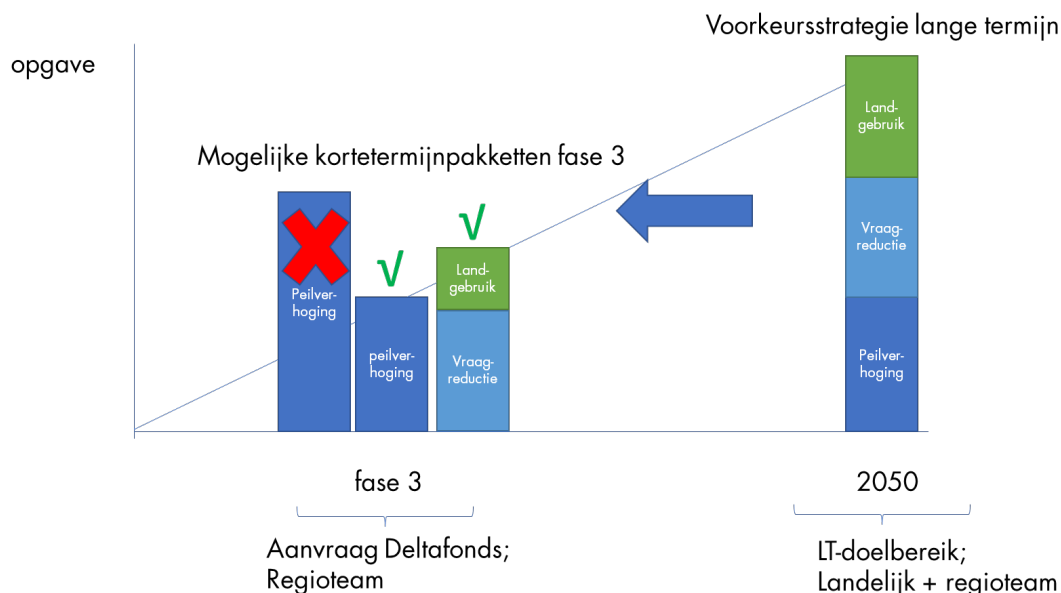 Voorkeursstrategie lange termijn
opgave
Mogelijke kortetermijnpakketten fase 3
Peilver-
hoging
√
peilver-
hoging
√
Land-
gebruik
Vraag-
reductie
Land-
gebruik
Vraag-
reductie
Peilver-
hoging
fase 3
2050
Aanvraag Deltafonds;
Regioteam
LT-doelbereik;
Landelijk + regioteam